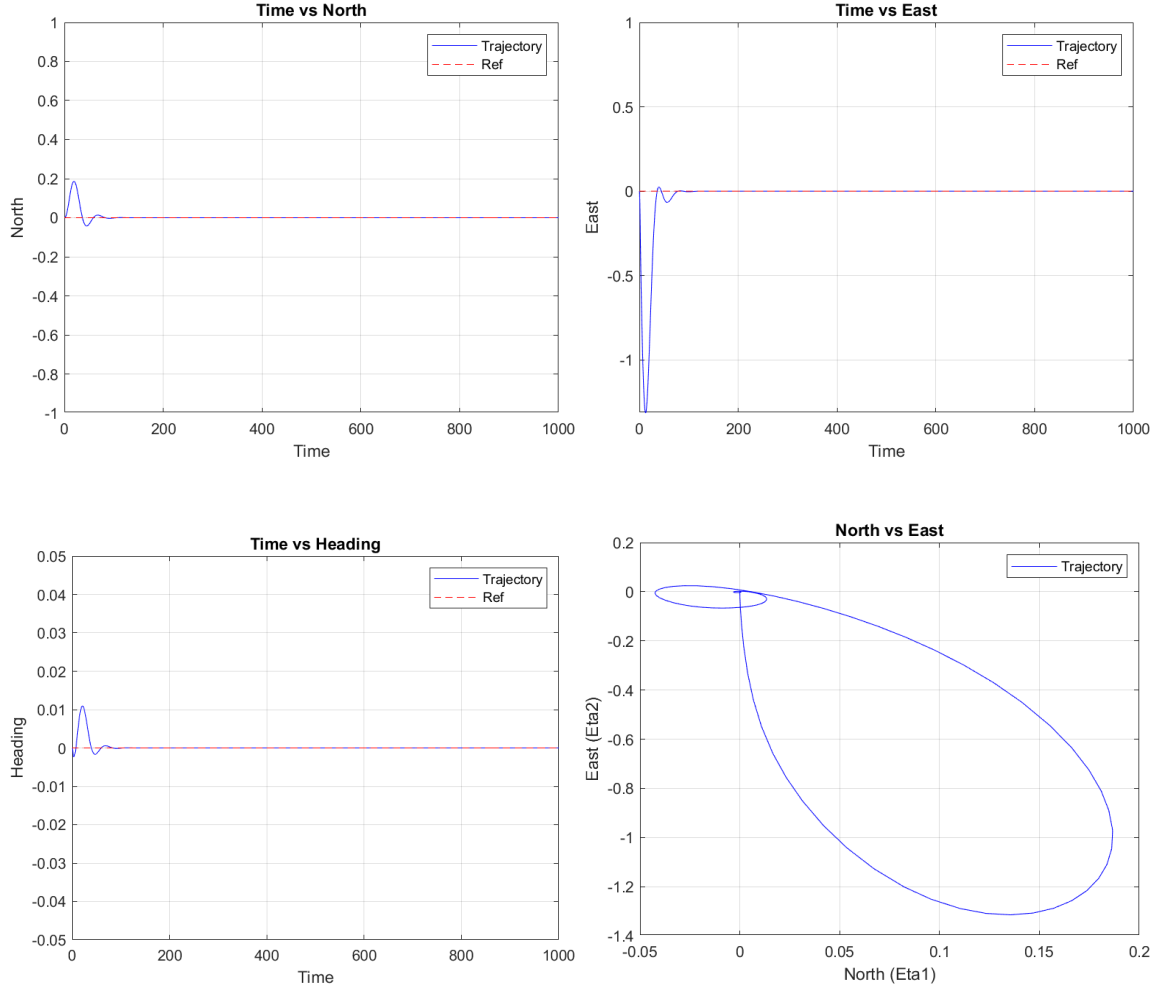 Time vs North
1
0.8
0.6
0.4
0.2
0
-0.2
-0.4
-0.6
-0.8
-1
North
Trajectory
Ref
0 200 400 600 800 1000
Time
Time vs East
1
0.5
0
-0.5
-1
East
Trajectory
Ref
0 200 400 600 800 1000
Time
Time vs Heading
0.05
0.04
0.03
0.02
0.01
0
-0.01
-0.02
-0.03
-0.04
-0.05
Heading
Trajectory
Ref
0 200 400 600 800 1000
Time
North vs East
0.2
0
-0.2
-0.4
-0.6
-0.8
-1
-1.2
-1.4
East (Eta2)
Trajectory
-0.05 0 0.05 0.1 0.15 0.2
North (Eta1)